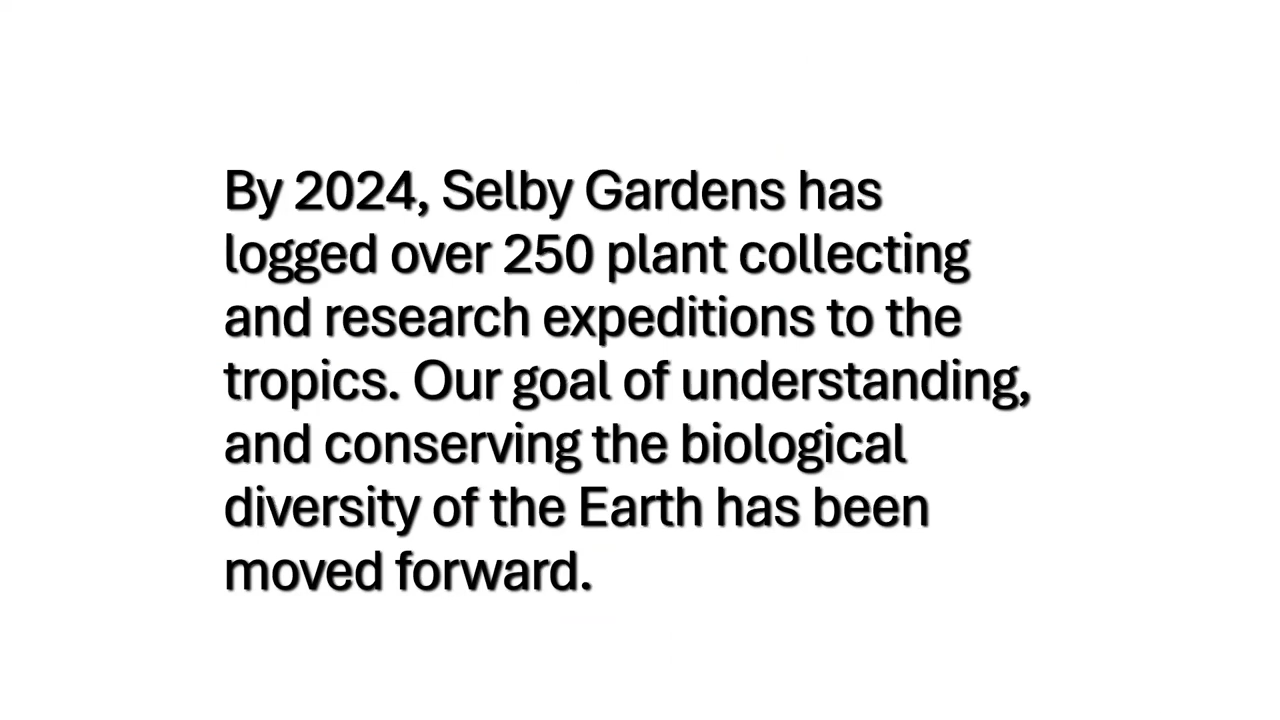 By 2024, Selby Gardens has
logged over 250 plant collecting
and research expeditions to the
tropics. Our goal of understanding,
and conserving the biological
diversity of the Earth has been
moved forward.